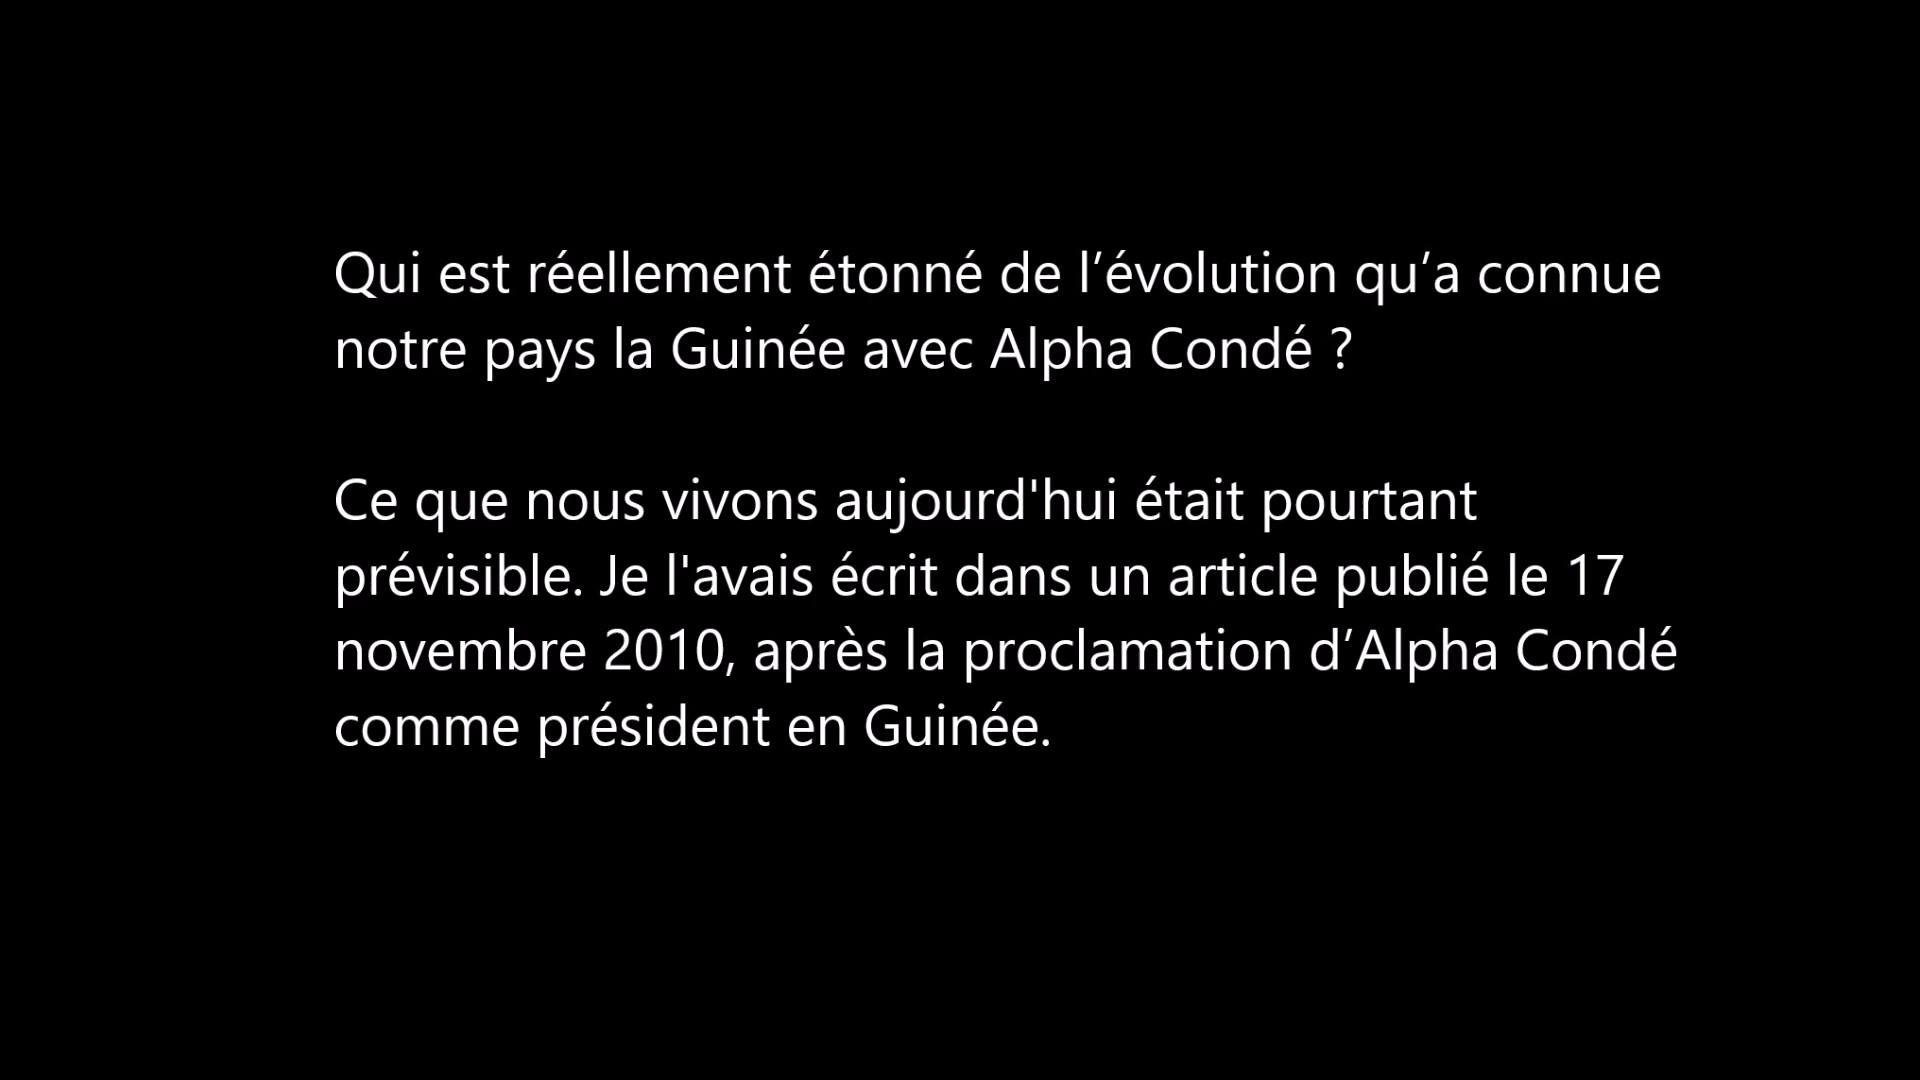 Qui est réellement étonné de l’évolution qu’a connue
notre pays la Guinée avec Alpha Condé ?
Ce que nous vivons aujourd'hui était pourtant
prévisible. Je l'avais écrit dans un article publié le 17
novembre 2010, après la proclamation d’Alpha Condé
comme président en Guinée.